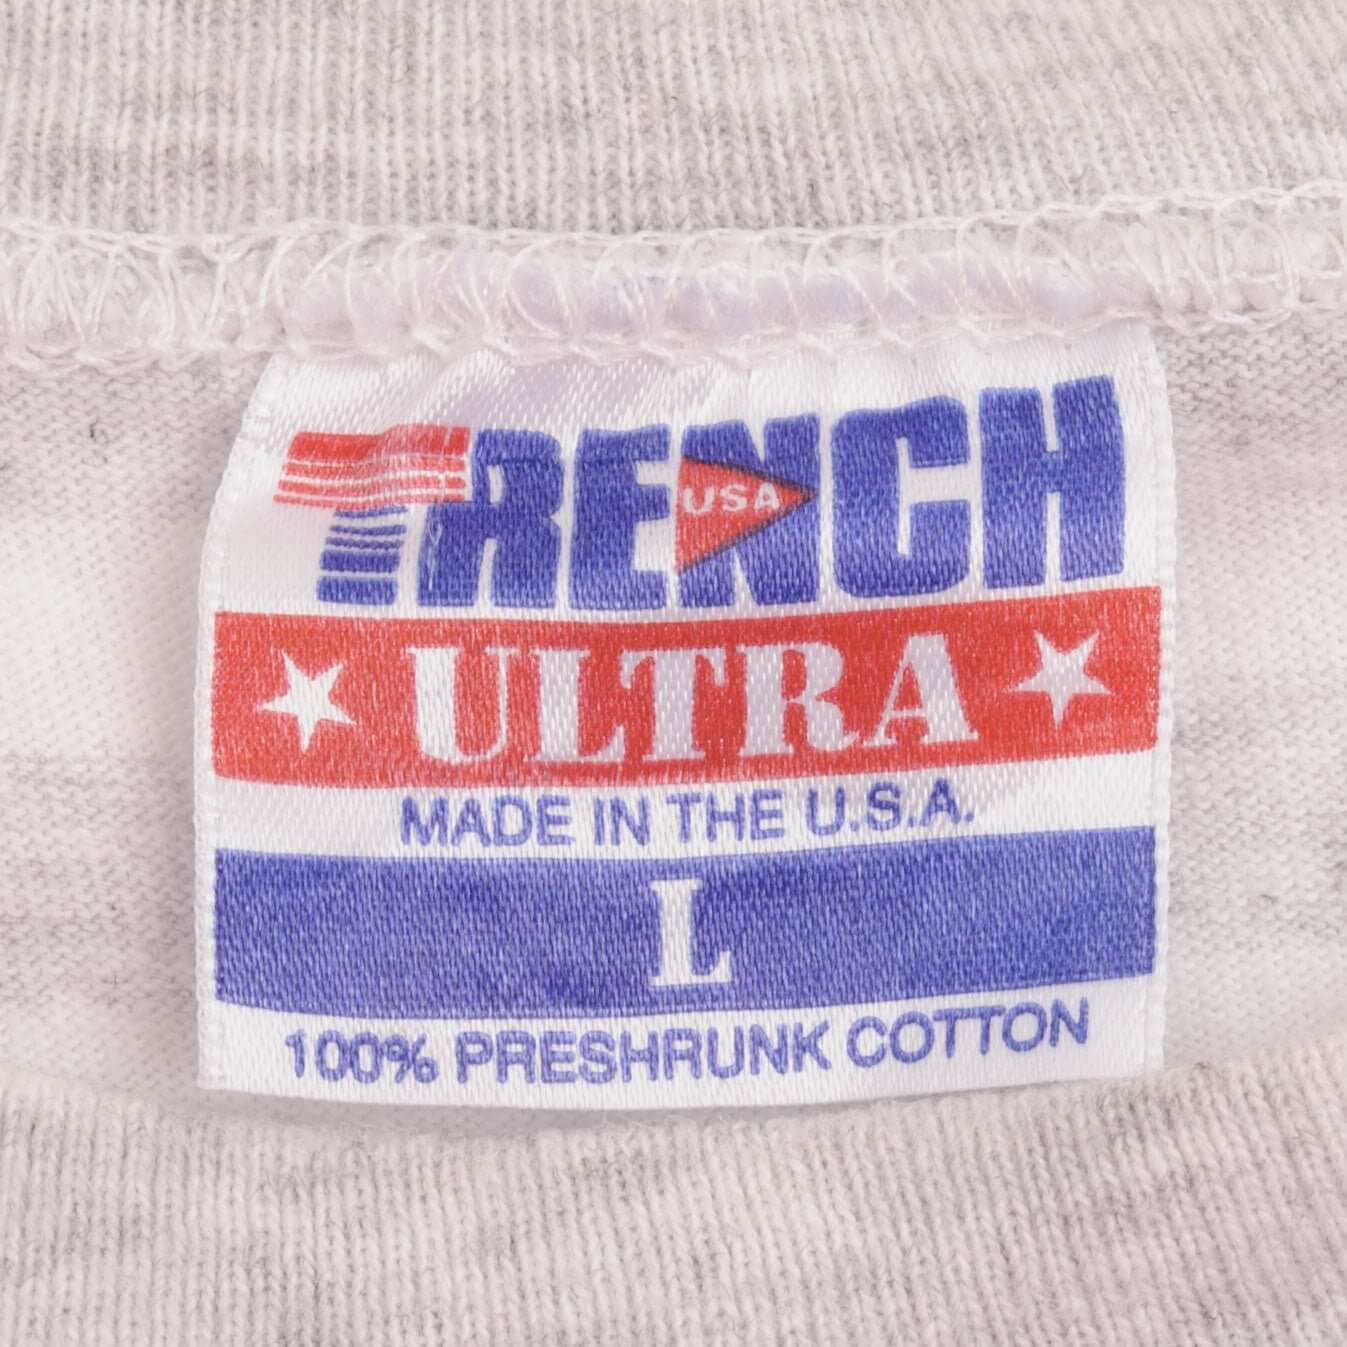 TRENCH
USA
ULTRA
MADE IN THE U.S.A.
L
100% PRESHRUNK COTTON